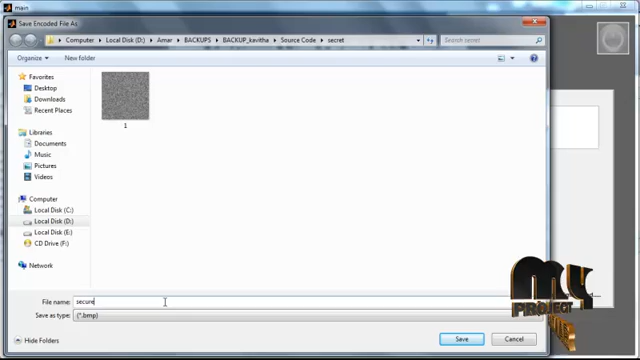 main
Save Encoded File As
Computer Local Disk (D:) Amar BACKUPS BACKUP_kavitha Source Code secret
Search secret
Organize New folder
Favorites
Desktop
Downloads
Recent Places
Libraries
Documents
Music
Pictures
Videos
Computer
Local Disk (C:)
Local Disk (D:)
Local Disk (E:)
CD Drive (F:)
Network
1
File name: secure
Save as type: (*.bmp)
Hide Folders
Save Cancel
my
PROJECT